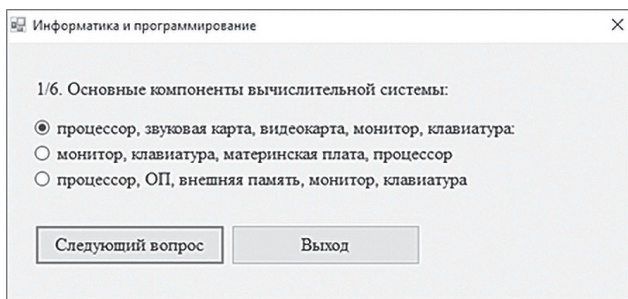 Информатика и программирование
1/6. Основные компоненты вычислительной системы:
процессор, звуковая карта, видеокарта, монитор, клавиатура:
монитор, клавиатура, материнская плата, процессор
процессор, ОП, внешняя память, монитор, клавиатура
Следующий вопрос Выход